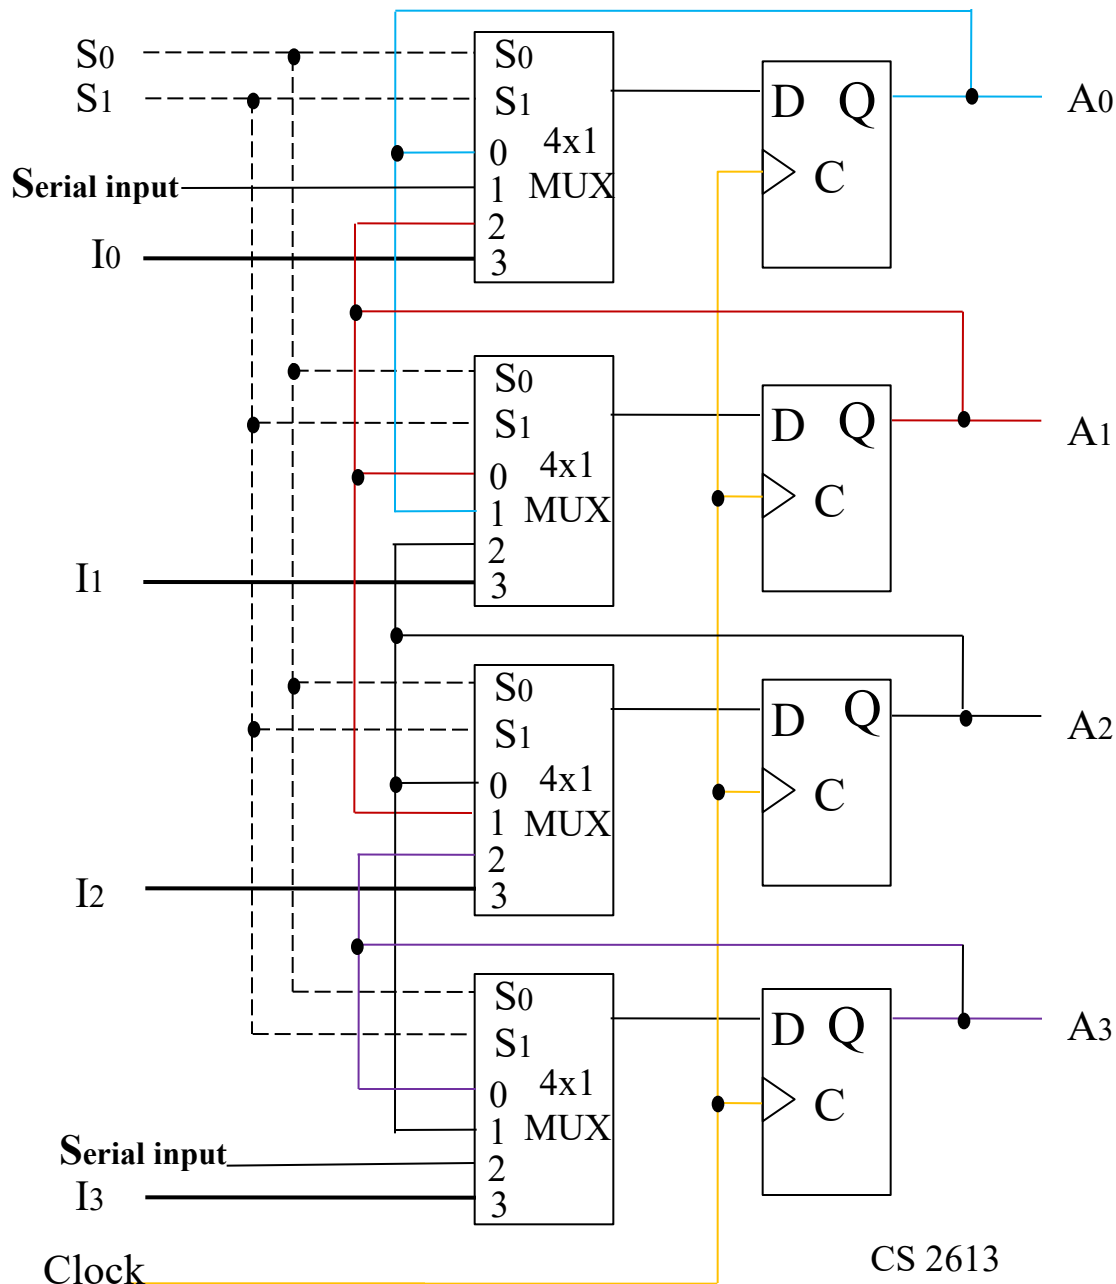 S0
S1
Serial input
I0
S0
S1
0
1
2
3
4x1
MUX
D Q
C
A0
I1
S0
S1
0
1
2
3
4x1
MUX
D Q
C
A1
I2
S0
S1
0
1
2
3
4x1
MUX
D Q
C
A2
Serial input
I3
S0
S1
0
1
2
3
4x1
MUX
D Q
C
A3
Clock
CS 2613